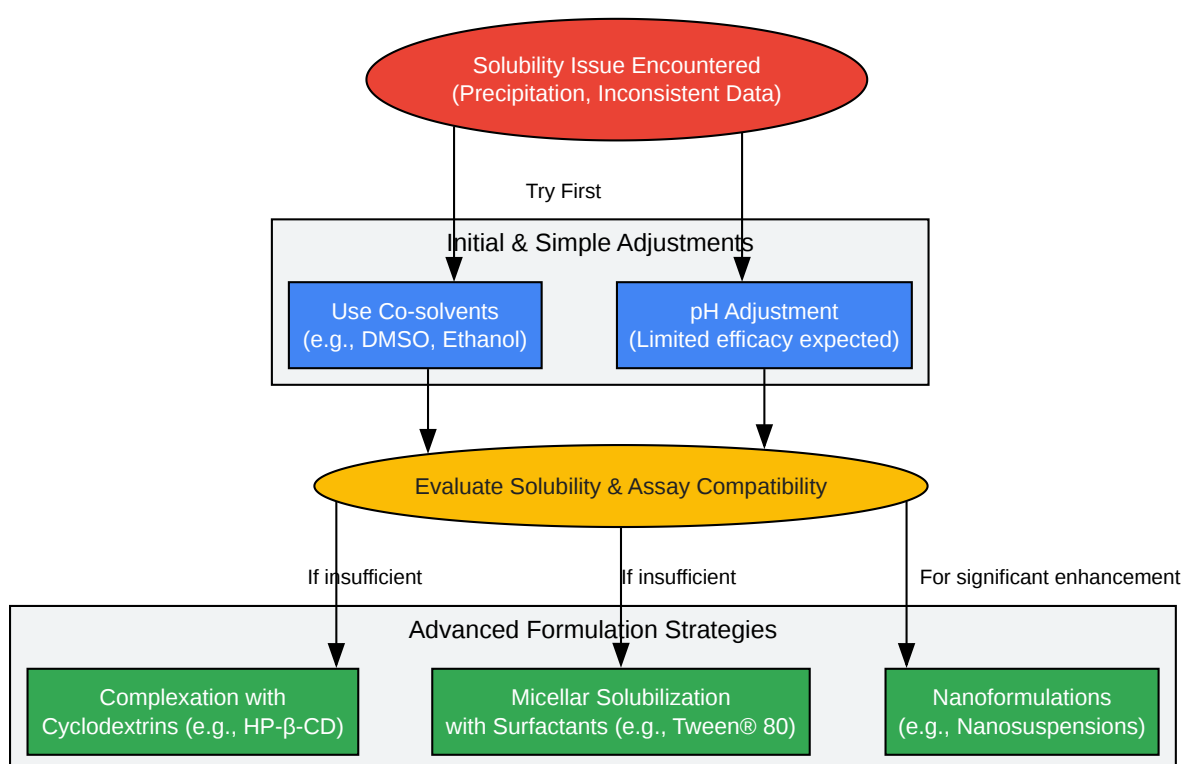 Solubility Issue Encountered
(Precipitation, Inconsistent Data)
Try First
Initial & Simple Adjustments
Use Co-solvents
(e.g., DMSO, Ethanol)
pH Adjustment
(Limited efficacy expected)
Evaluate Solubility & Assay Compatibility
If insufficient
If insufficient
For significant enhancement
Advanced Formulation Strategies
Complexation with
Cyclodextrins (e.g., HP-β-CD)
Micellar Solubilization
with Surfactants (e.g., Tween® 80)
Nanoformulations
(e.g., Nanosuspensions)